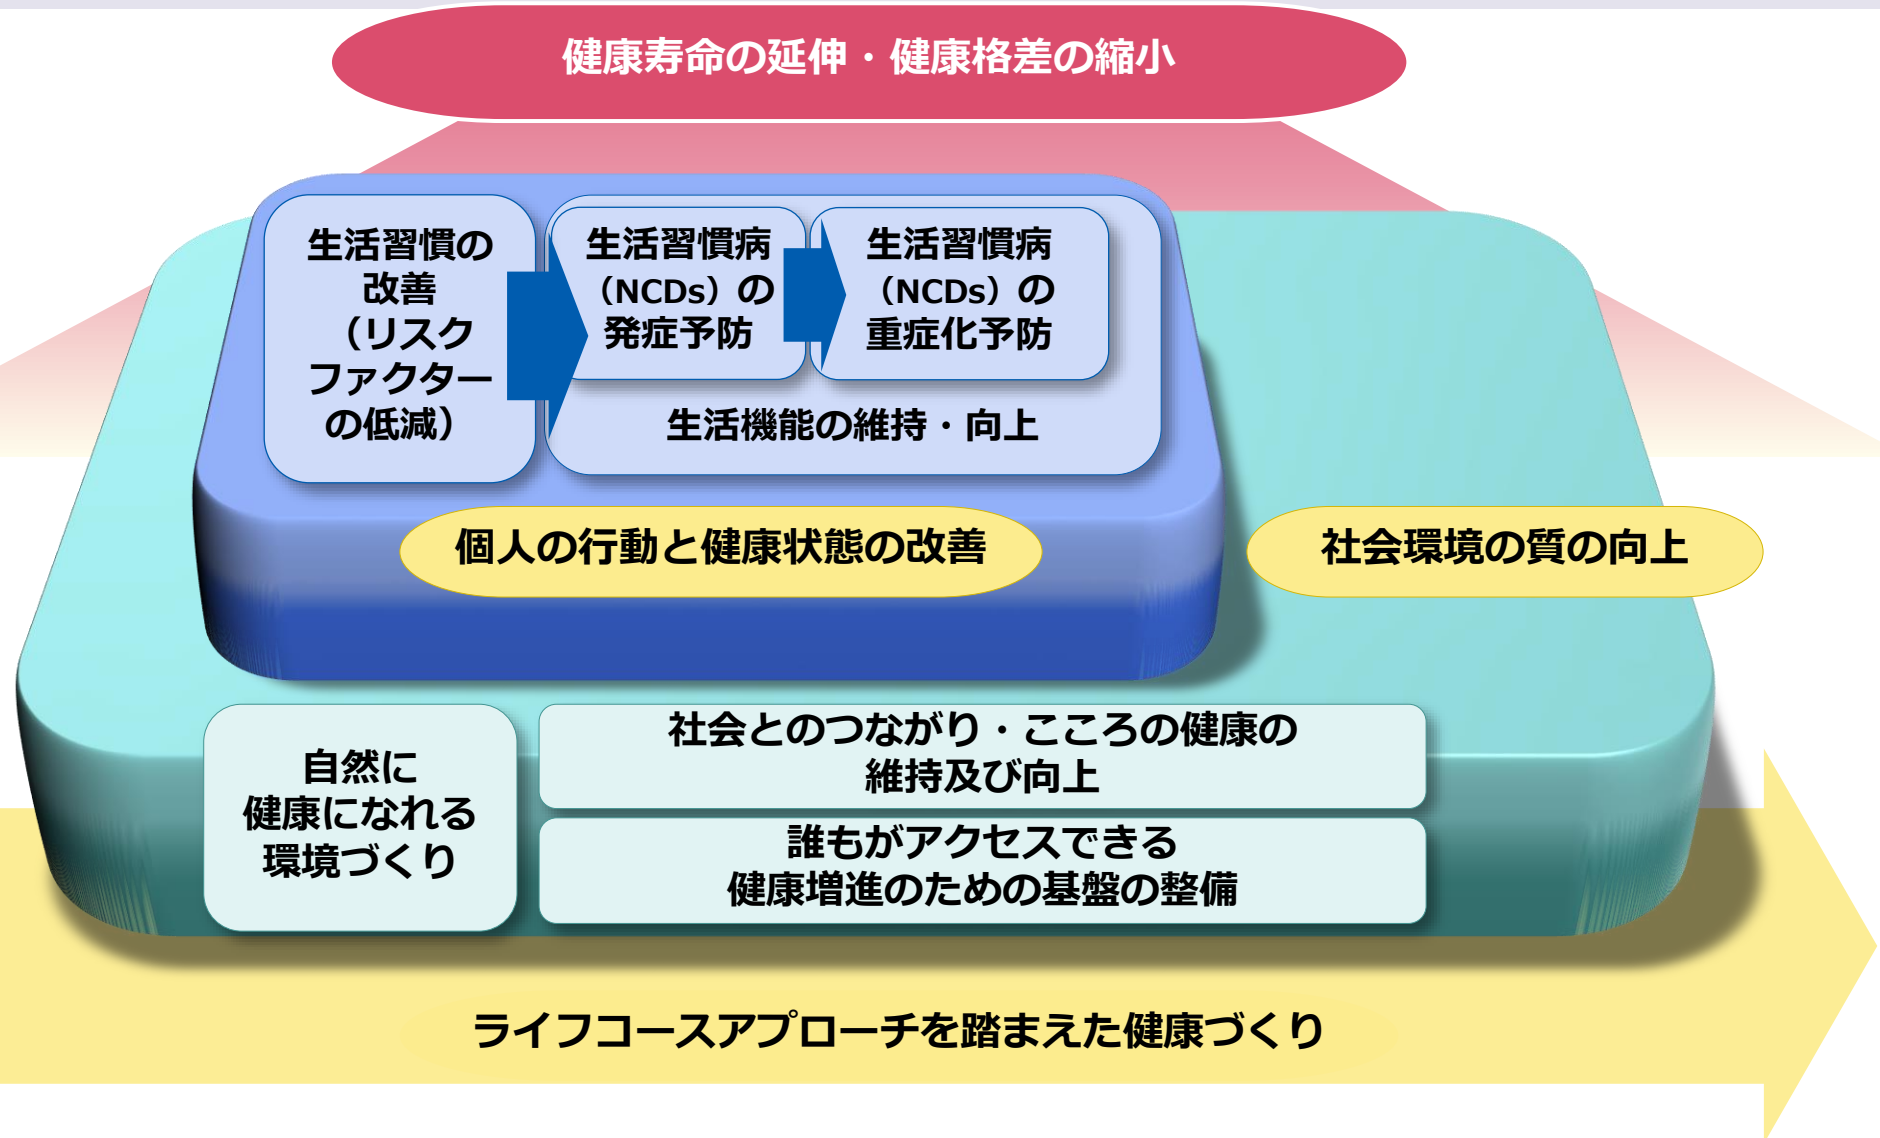 健康寿命の延伸・健康格差の縮小
生活習慣の
改善
（リスク
ファクター
の低減）
生活習慣病
（NCDs）の
発症予防
生活習慣病
（NCDs）の
重症化予防
生活機能の維持・向上
個人の行動と健康状態の改善
社会環境の質の向上
自然に
健康になれる
環境づくり
社会とのつながり・こころの健康の
維持及び向上
誰もがアクセスできる
健康増進のための基盤の整備
ライフコースアプローチを踏まえた健康づくり